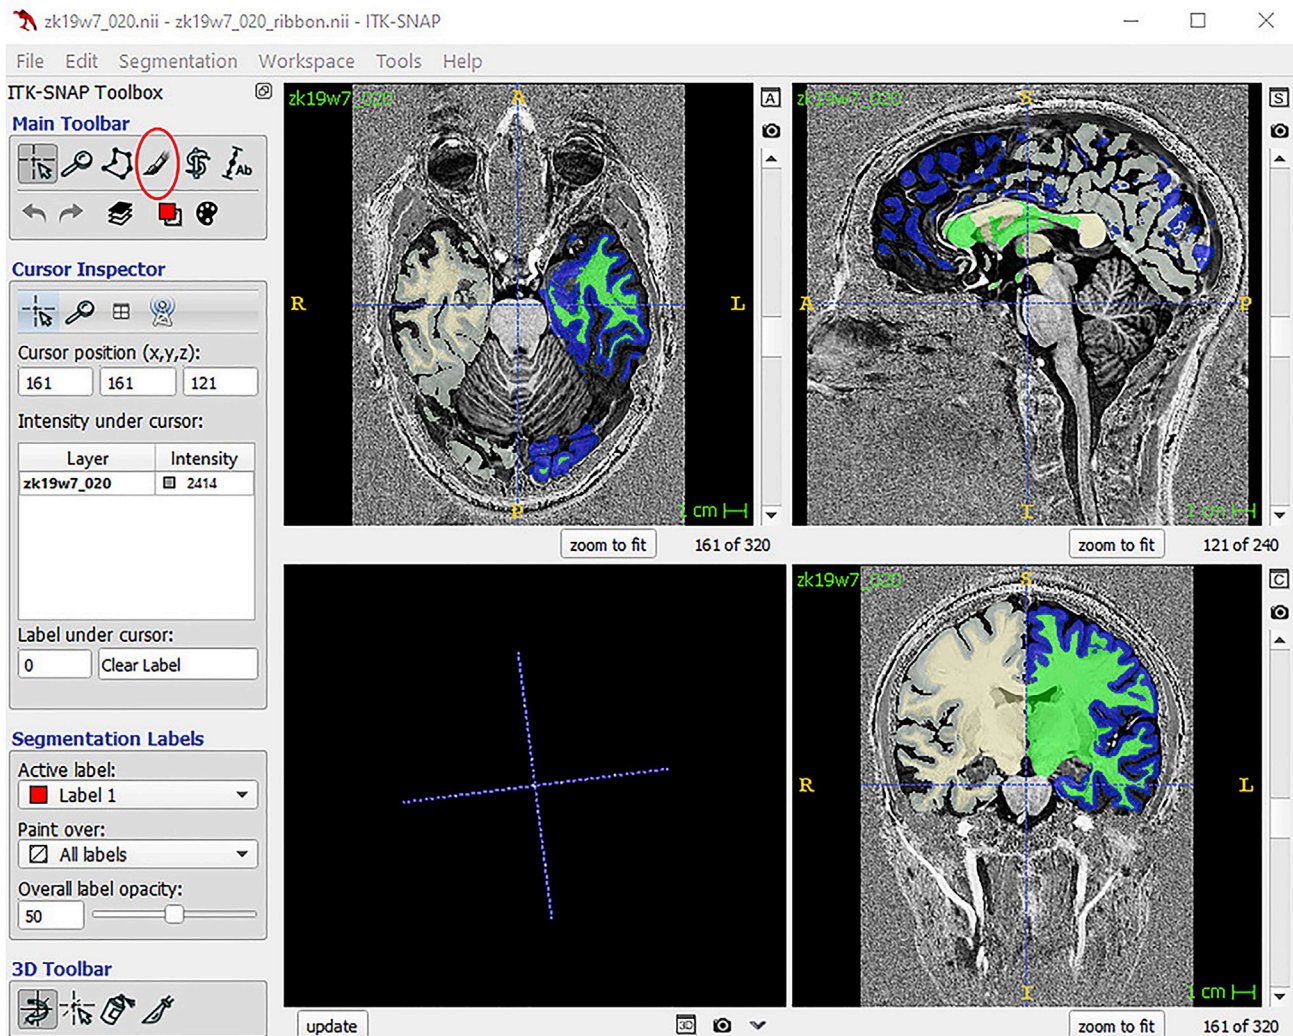 zk19w7_020.nii - zk19w7_020_ribbon.nii - ITK-SNAP
File Edit Segmentation Workspace Tools Help
ITK-SNAP Toolbox
Main Toolbar
Ab
Cursor Inspector
Cursor position (x,y,z):
161 161 121
Intensity under cursor:
Layer Intensity
zk19w7_020 2414
Label under cursor:
0 Clear Label
Segmentation Labels
Active label:
Label 1
Paint over:
All labels
Overall label opacity:
50
3D Toolbar
zk19w7_020
A
A
R
L
P
1 cm
zoom to fit 161 of 320
zk19w7_020
S
S
A
P
I
1 cm
zoom to fit 121 of 240
update
3D
zk19w7_020
S
C
R
L
I
1 cm
zoom to fit 161 of 320